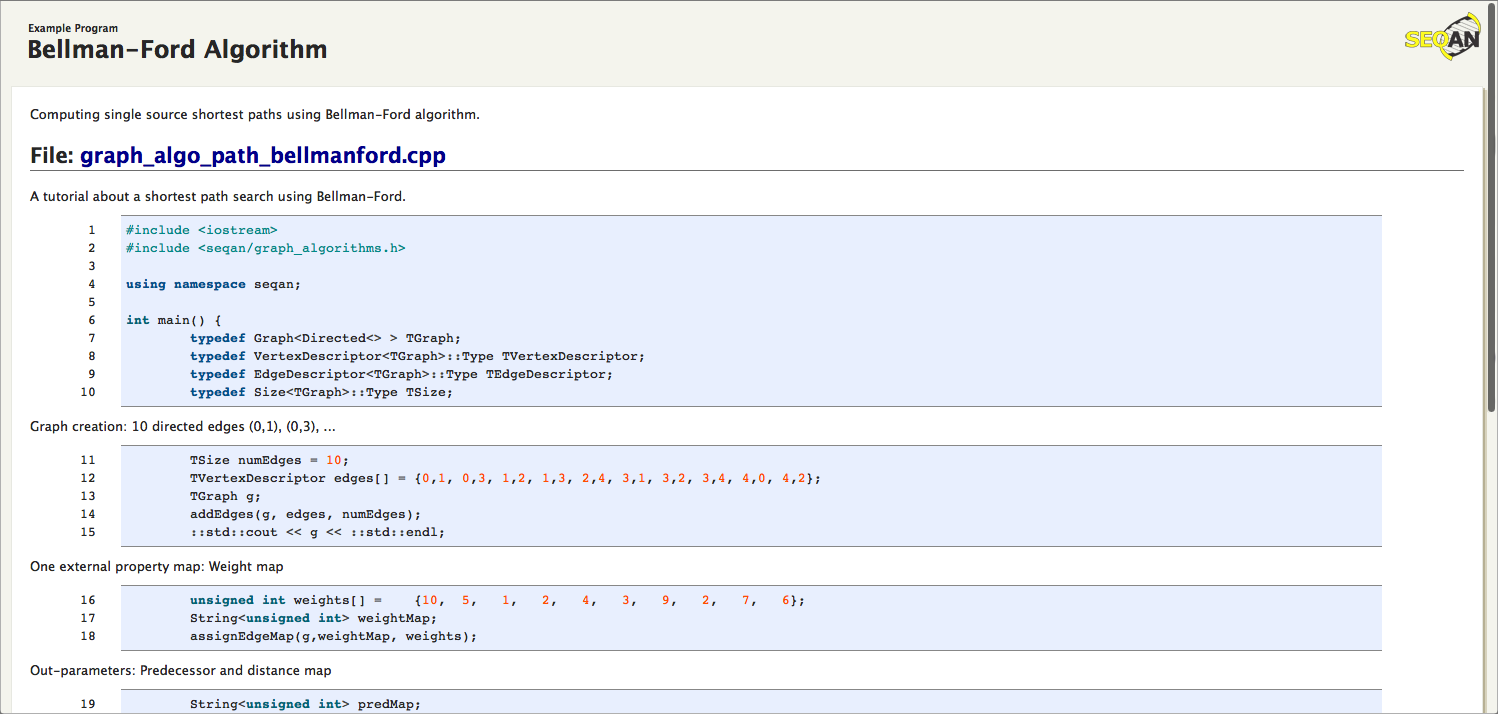 Example Program
Bellman-Ford Algorithm
SEQAN
Computing single source shortest paths using Bellman-Ford algorithm.
File: graph_algo_path_bellmanford.cpp
A tutorial about a shortest path search using Bellman-Ford.
1 #include <iostream>
2 #include <seqan/graph_algorithms.h>
3
4 using namespace seqan;
5
6 int main() {
7 typedef Graph<Directed<> > TGraph;
8 typedef VertexDescriptor<TGraph>::Type TVertexDescriptor;
9 typedef EdgeDescriptor<TGraph>::Type TEdgeDescriptor;
10 typedef Size<TGraph>::Type TSize;
Graph creation: 10 directed edges (0,1), (0,3), ...
11 TSize numEdges = 10;
12 TVertexDescriptor edges[] = {0,1, 0,3, 1,2, 1,3, 2,4, 3,1, 3,2, 3,4, 4,0, 4,2};
13 TGraph g;
14 addEdges(g, edges, numEdges);
15 ::std::cout << g << ::std::endl;
One external property map: Weight map
16 unsigned int weights[] = {10, 5, 1, 2, 4, 3, 9, 2, 7, 6};
17 String<unsigned int> weightMap;
18 assignEdgeMap(g,weightMap, weights);
Out-parameters: Predecessor and distance map
19 String<unsigned int> predMap;